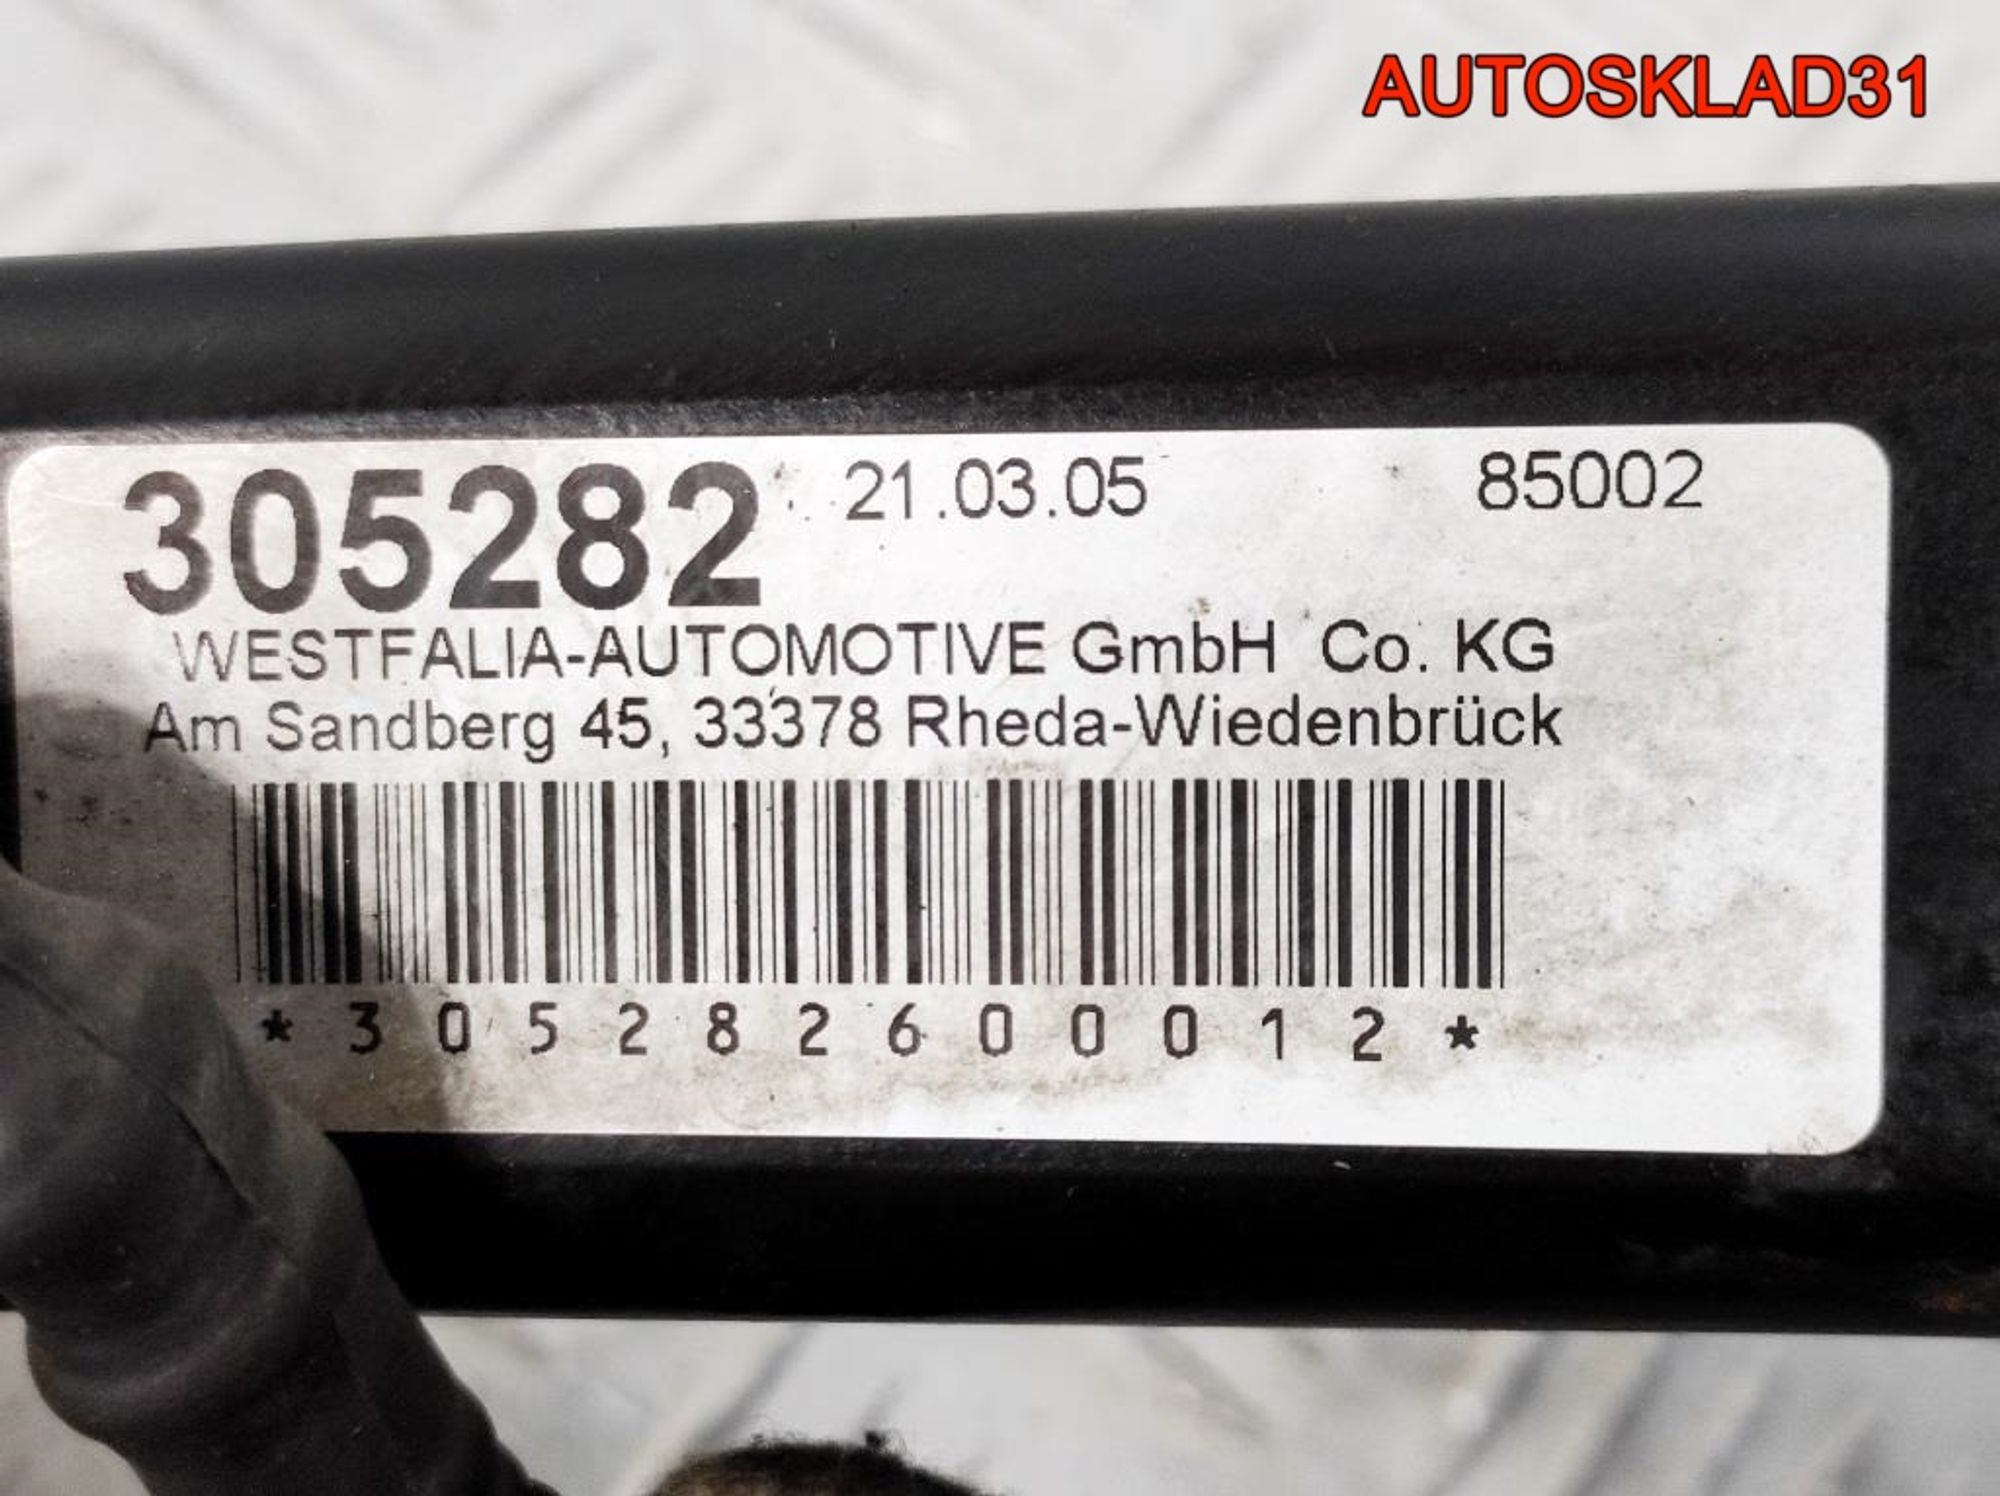 AUTOSKLAD31
305282 21.03.05 85002
WESTFALIA-AUTOMOTIVE GmbH Co. KG
Am Sandberg 45, 33378 Rheda-Wiedenbrück
*305282600012*